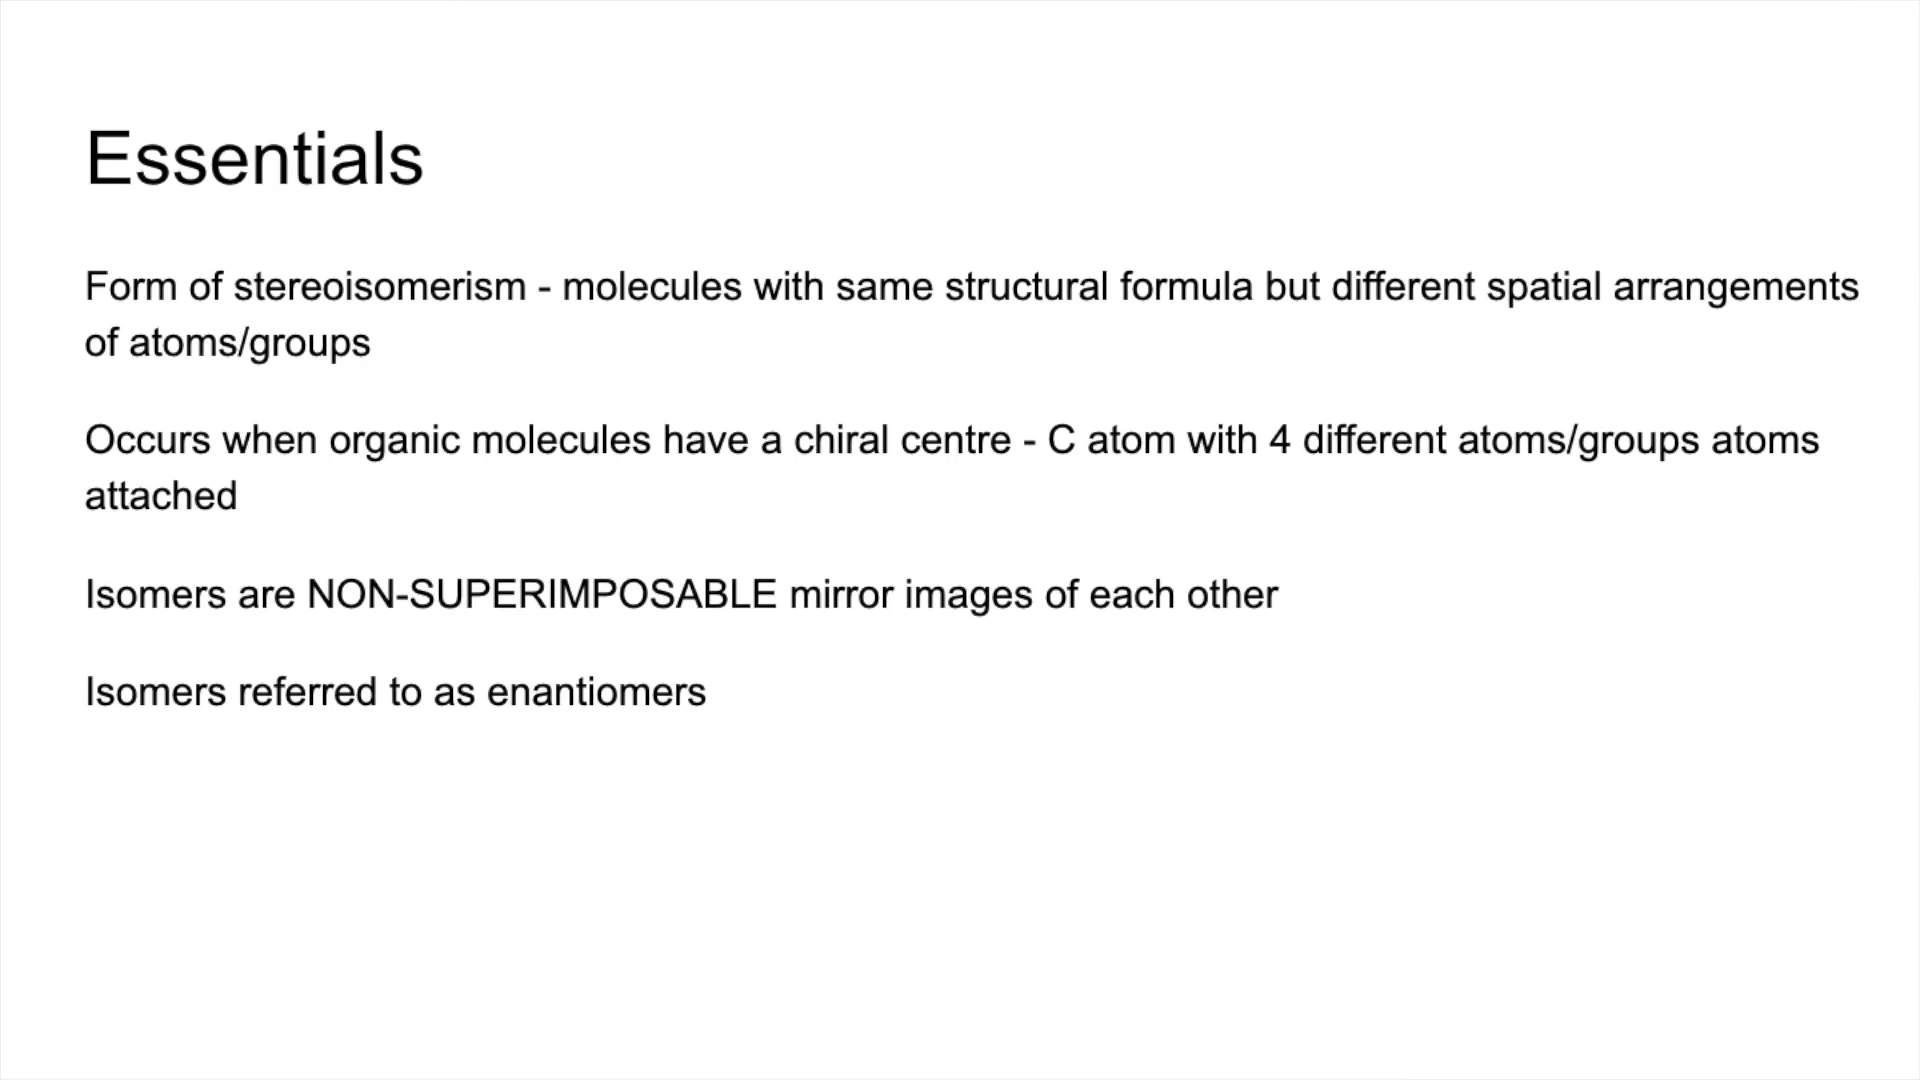 Essentials
Form of stereoisomerism - molecules with same structural formula but different spatial arrangements
of atoms/groups
Occurs when organic molecules have a chiral centre - C atom with 4 different atoms/groups atoms
attached
Isomers are NON-SUPERIMPOSABLE mirror images of each other
Isomers referred to as enantiomers